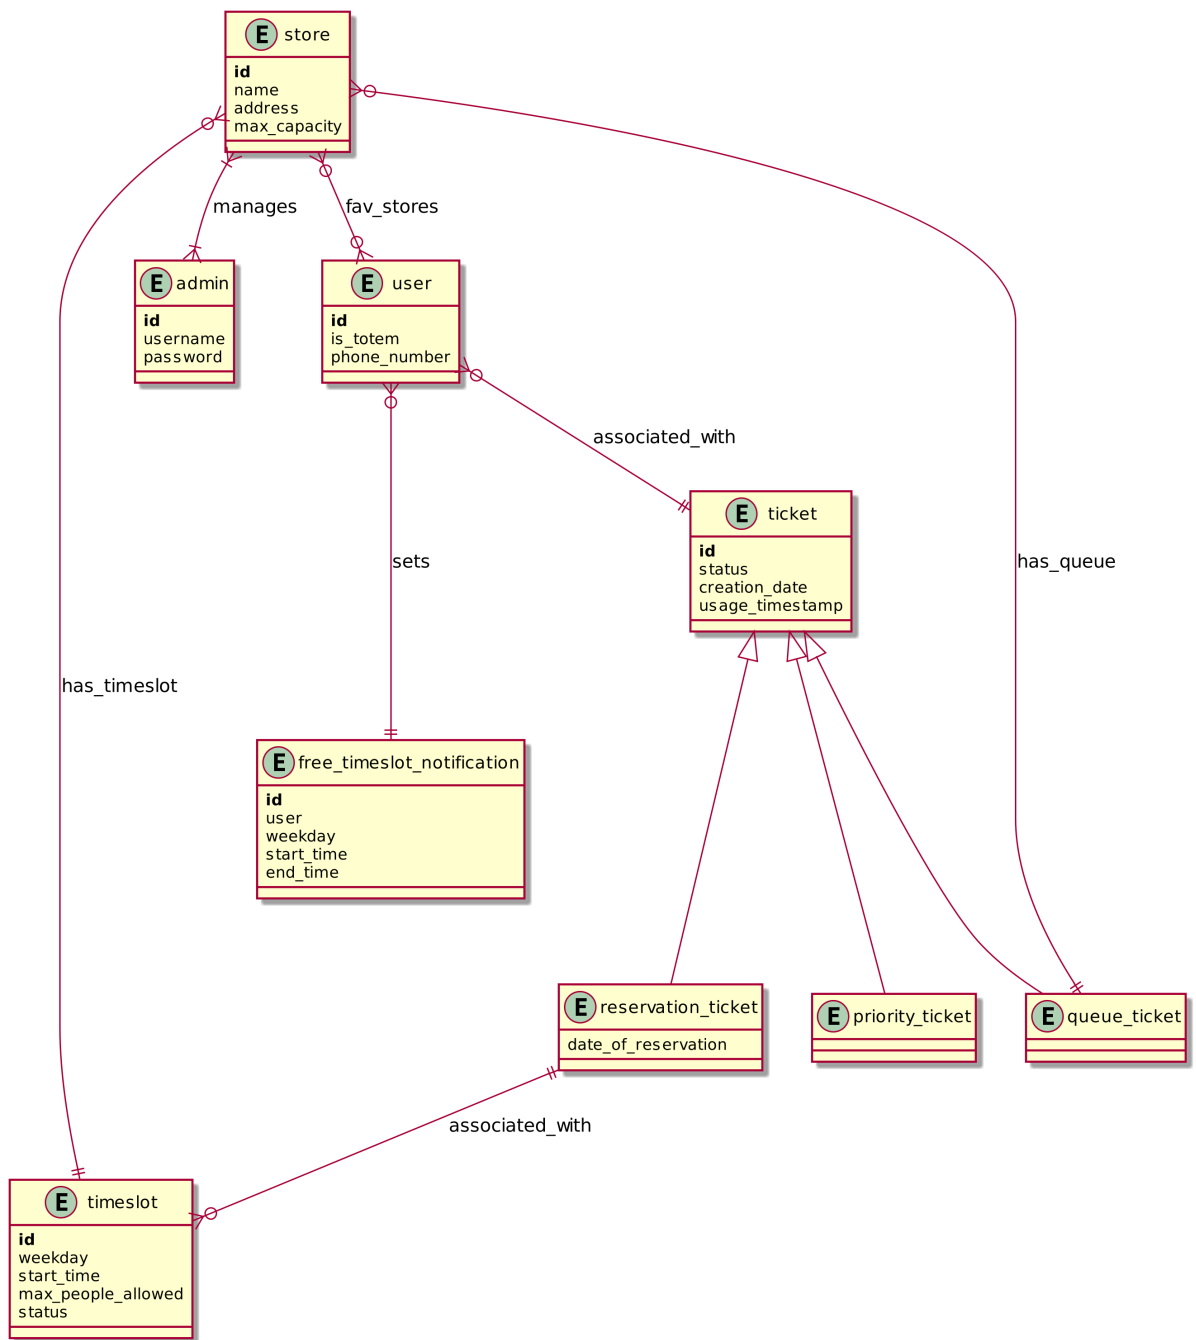 E store
id
name
address
max_capacity
manages
fav_stores
E admin
id
username
password
E user
id
is_totem
phone_number
associated_with
E ticket
id
status
creation_date
usage_timestamp
sets
has_queue
has_timeslot
E free_timeslot_notification
id
user
weekday
start_time
end_time
E reservation_ticket
date_of_reservation
E priority_ticket
E queue_ticket
associated_with
E timeslot
id
weekday
start_time
max_people_allowed
status